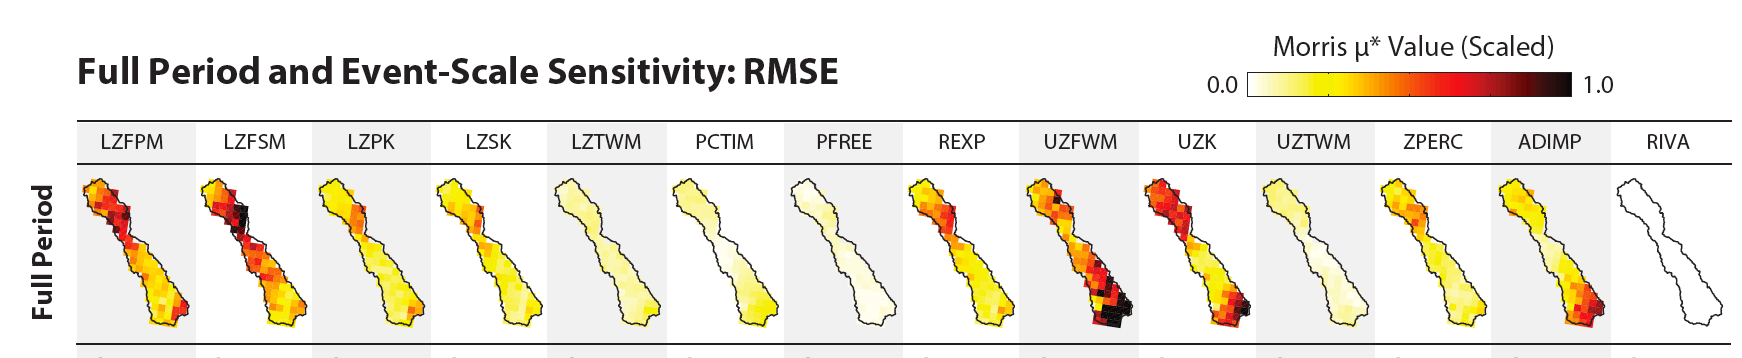 Morris µ* Value (Scaled)
Full Period and Event-Scale Sensitivity: RMSE
0.0 1.0
LZFPM LZFSM LZPK LZSK LZTWM PCTIM PFREE REXP UZFWM UZK UZTWM ZPERC ADIMP RIVA
Full Period